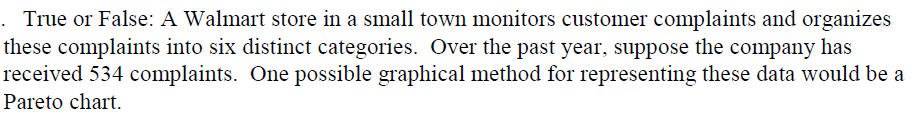 . True or False: A Walmart store in a small town monitors customer complaints and organizes
these complaints into six distinct categories. Over the past year, suppose the company has
received 534 complaints. One possible graphical method for representing these data would be a
Pareto chart.